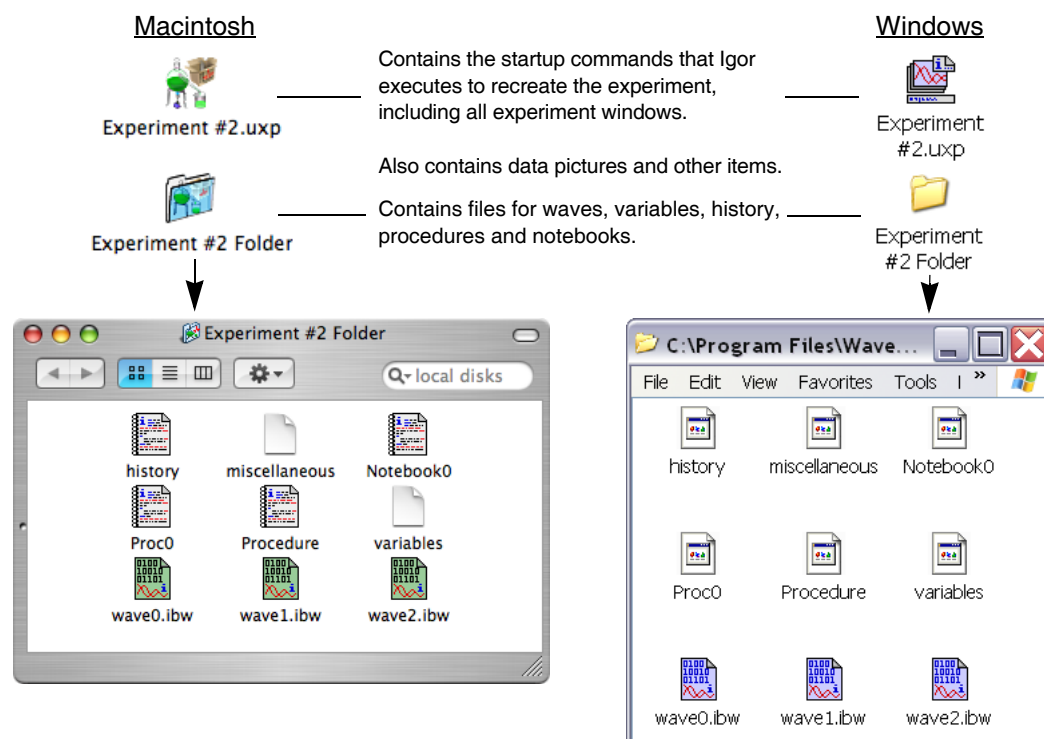 Macintosh
Windows
Experiment #2.uxp
Contains the startup commands that Igor
executes to recreate the experiment,
including all experiment windows.
Experiment
#2.uxp
Also contains data pictures and other items.
Experiment #2 Folder
Contains files for waves, variables, history,
procedures and notebooks.
Experiment
#2 Folder
Experiment #2 Folder
local disks
history
miscellaneous
Notebook0
Proc0
Procedure
variables
wave0.ibw
wave1.ibw
wave2.ibw
C:\Program Files\Wave...
File Edit View Favorites Tools
history
miscellaneous
Notebook0
Proc0
Procedure
variables
wave0.ibw
wave1.ibw
wave2.ibw